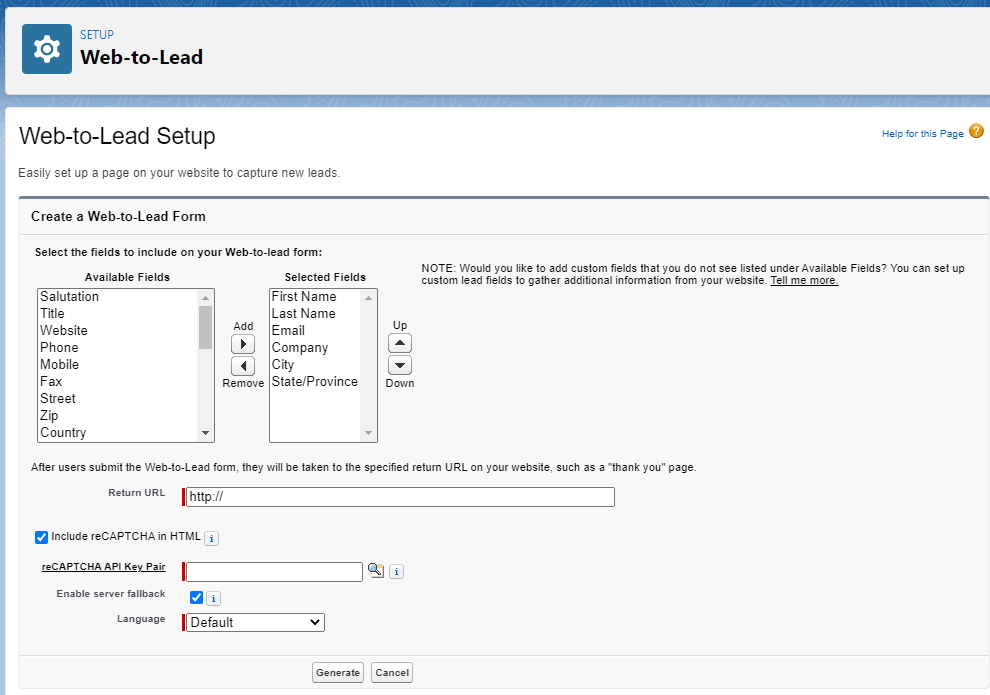 SETUP
Web-to-Lead
Web-to-Lead Setup
Help for this Page ?
Easily set up a page on your website to capture new leads.
Create a Web-to-Lead Form
Select the fields to include on your Web-to-lead form:
Available Fields
Salutation
Title
Website
Phone
Mobile
Fax
Street
Zip
Country
Add
Remove
Selected Fields
First Name
Last Name
Email
Company
City
State/Province
Up
Down
NOTE: Would you like to add custom fields that you do not see listed under Available Fields? You can set up
custom lead fields to gather additional information from your website. Tell me more.
After users submit the Web-to-Lead form, they will be taken to the specified return URL on your website, such as a "thank you" page.
Return URL http://
Include reCAPTCHA in HTML i
reCAPTCHA API Key Pair i
Enable server fallback i
Language Default
Generate Cancel